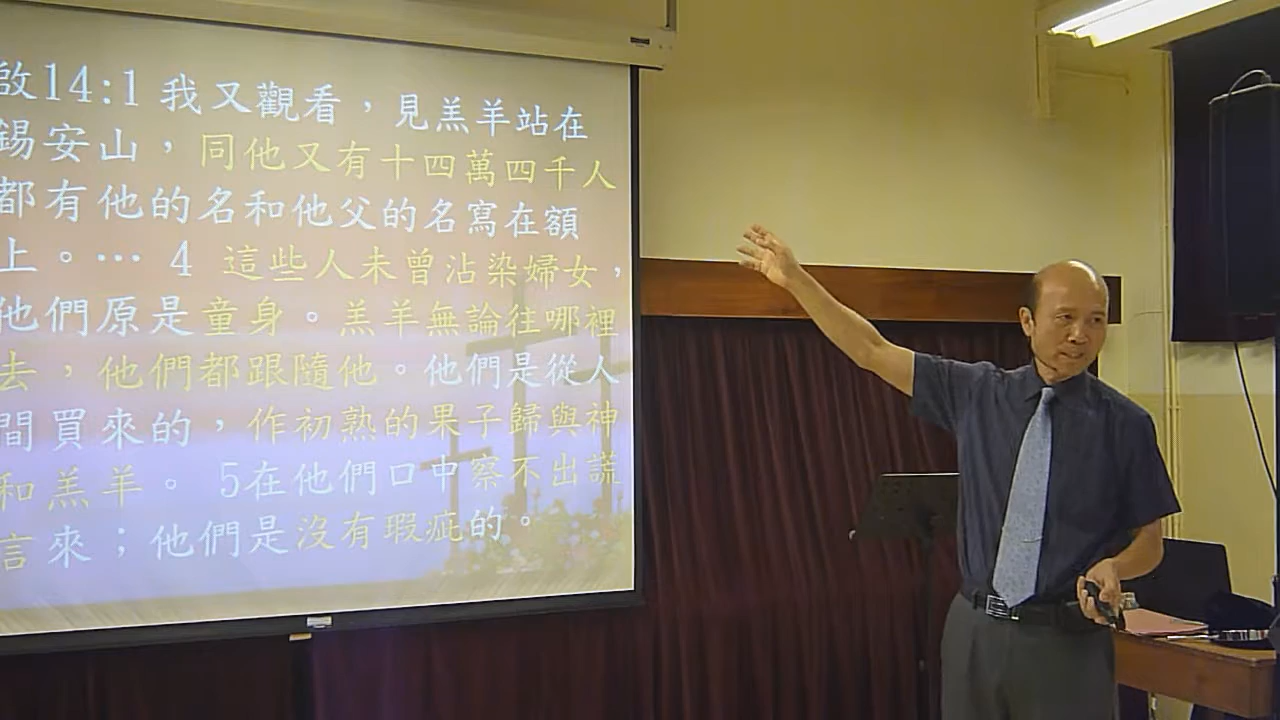 啟14:1 我又觀看，見羔羊站在
錫安山，同他又有十四萬四千人
都有他的名和他父的名寫在額
上。… 4 這些人未曾沾染婦女，
他們原是童身。羔羊無論往哪裡
去，他們都跟隨他。他們是從人
間買來的，作初熟的果子歸與神
和羔羊。 5在他們口中察不出謊
言來；他們是沒有瑕疵的。